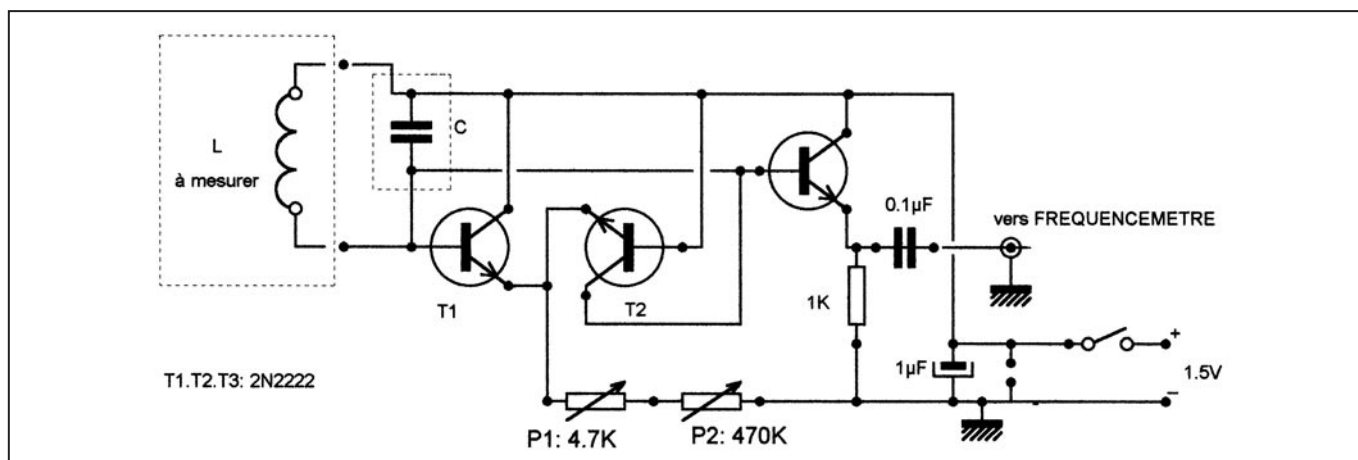 L
à mesurer
C
T1
T2
0.1µF
vers FREQUENCEMETRE
1K
1µF
+
1.5V
−
T1.T2.T3: 2N2222
P1: 4.7K
P2: 470K